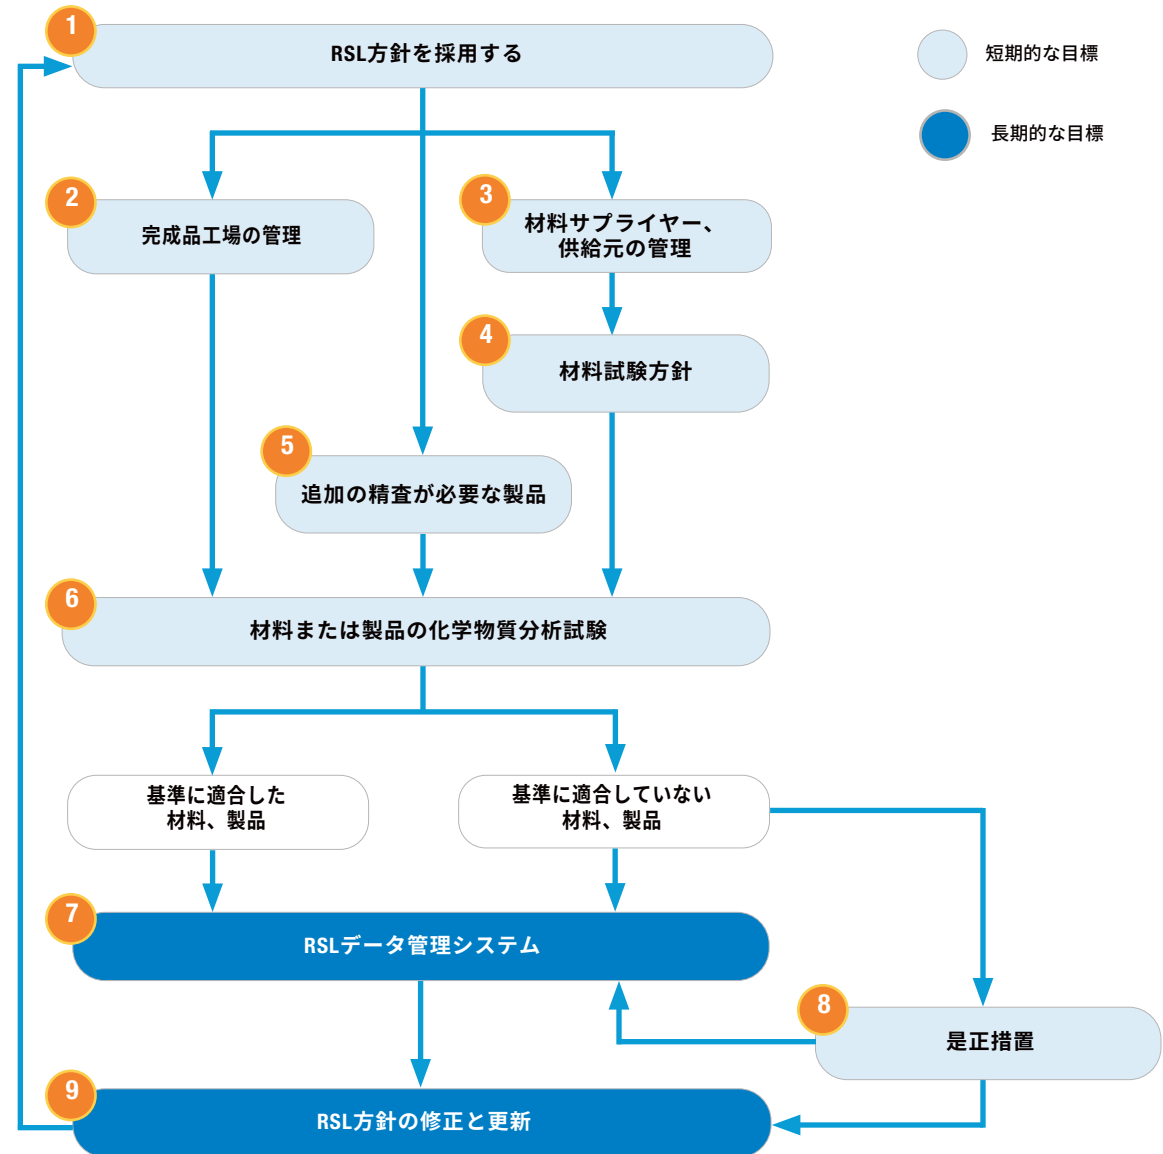 1
RSL方針を採用する
短期的な目標
長期的な目標
2
完成品工場の管理
3
材料サプライヤー、
供給元の管理
4
材料試験方針
5
追加の精査が必要な製品
6
材料または製品の化学物質分析試験
基準に適合した
材料、製品
基準に適合していない
材料、製品
7
RSLデータ管理システム
8
是正措置
9
RSL方針の修正と更新